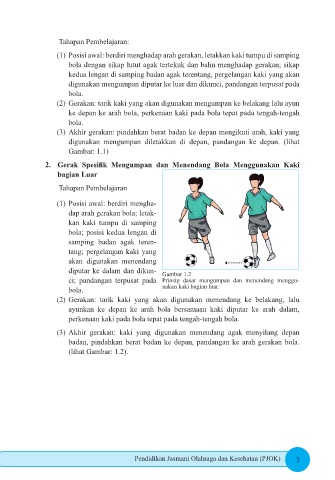 Tahapan Pembelajaran:
(1) Posisi awal: berdiri menghadap arah gerakan, letakkan kaki tumpu di samping
bola dengan sikap lutut agak tertekuk dan bahu menghadap gerakan; sikap
kedua lengan di samping badan agak terentang, pergelangan kaki yang akan
digunakan mengumpan diputar ke luar dan dikunci, pandangan terpusat pada
bola.
(2) Gerakan: tarik kaki yang akan digunakan mengumpan ke belakang lalu ayun
ke depan ke arah bola, perkenaan kaki pada bola tepat pada tengah-tengah
bola.
(3) Akhir gerakan: pindahkan berat badan ke depan mengikuti arah, kaki yang
digunakan mengumpan diletakkan di depan, pandangan ke depan. (lihat
Gambar: 1.1)
2. Gerak Spesifik Mengumpan dan Menendang Bola Menggunakan Kaki
bagian Luar
Tahapan Pembelajaran
(1) Posisi awal: berdiri mengha-
dap arah gerakan bola; letak-
kan kaki tumpu di samping
bola; posisi kedua lengan di
samping badan agak teren-
tang; pergelangan kaki yang
akan digunakan menendang
diputar ke dalam dan dikun-
ci; pandangan terpusat pada
bola.
Gambar 1.2
Prinsip dasar mengumpan dan menendang menggu-
nakan kaki bagian luar.
(2) Gerakan: tarik kaki yang akan digunakan menendang ke belakang, lalu
ayunkan ke depan ke arah bola bersamaan kaki diputar ke arah dalam,
perkenaan kaki pada bola tepat pada tengah-tengah bola.
(3) Akhir gerakan: kaki yang digunakan menendang agak menyilang depan
badan, pindahkan berat badan ke depan, pandangan ke arah gerakan bola.
(lihat Gambar: 1.2).
Pendidikan Jasmani Olahraga dan Kesehatan (PJOK) 3